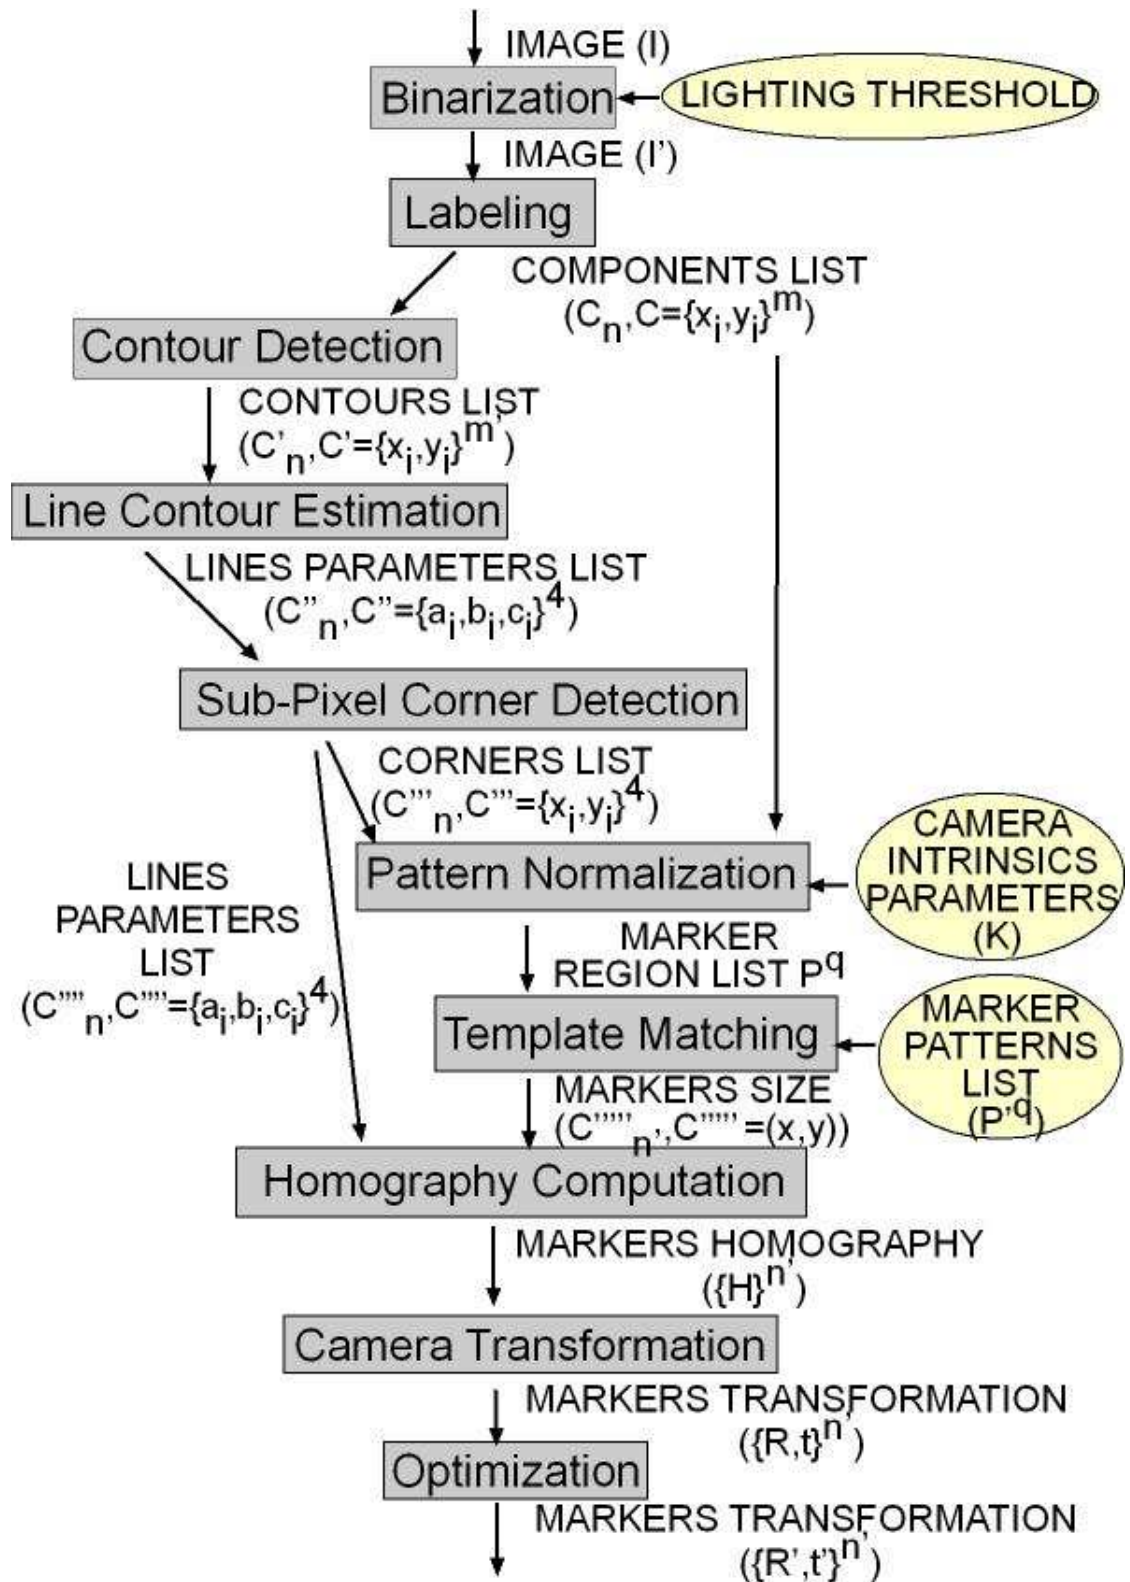 IMAGE (I)
Binarization
LIGHTING THRESHOLD
IMAGE (I')
Labeling
COMPONENTS LIST
(Cn,C={xi,yi}m)
Contour Detection
CONTOURS LIST
(C'n,C'={xi,yi}m')
Line Contour Estimation
LINES PARAMETERS LIST
(C''n,C''={ai,bi,ci}4)
Sub-Pixel Corner Detection
CORNERS LIST
(C'''n,C'''={xi,yi}4)
CAMERA
INTRINSICS
PARAMETERS
(K)
Pattern Normalization
LINES
PARAMETERS
LIST
(C''''n,C''''={ai,bi,ci}4)
MARKER
REGION LIST Pq
Template Matching
MARKER
PATTERNS
LIST
(P'q)
MARKERS SIZE
(C'''''n',C'''''=(x,y))
Homography Computation
MARKERS HOMOGRAPHY
({H}n')
Camera Transformation
MARKERS TRANSFORMATION
({R,t}n')
Optimization
MARKERS TRANSFORMATION
({R',t'}n')